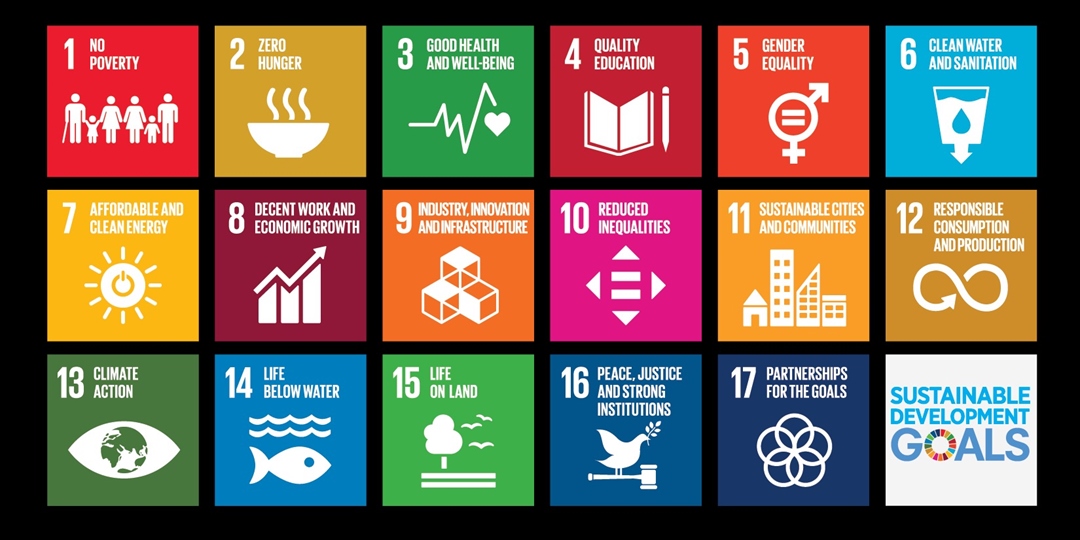 1 NO
POVERTY
2 ZERO
HUNGER
3 GOOD HEALTH
AND WELL-BEING
4 QUALITY
EDUCATION
5 GENDER
EQUALITY
6 CLEAN WATER
AND SANITATION
7 AFFORDABLE AND
CLEAN ENERGY
8 DECENT WORK AND
ECONOMIC GROWTH
9 INDUSTRY, INNOVATION
AND INFRASTRUCTURE
10 REDUCED
INEQUALITIES
11 SUSTAINABLE CITIES
AND COMMUNITIES
12 RESPONSIBLE
CONSUMPTION
AND PRODUCTION
13 CLIMATE
ACTION
14 LIFE
BELOW WATER
15 LIFE
ON LAND
16 PEACE, JUSTICE
AND STRONG
INSTITUTIONS
17 PARTNERSHIPS
FOR THE GOALS
SUSTAINABLE
DEVELOPMENT
GOALS